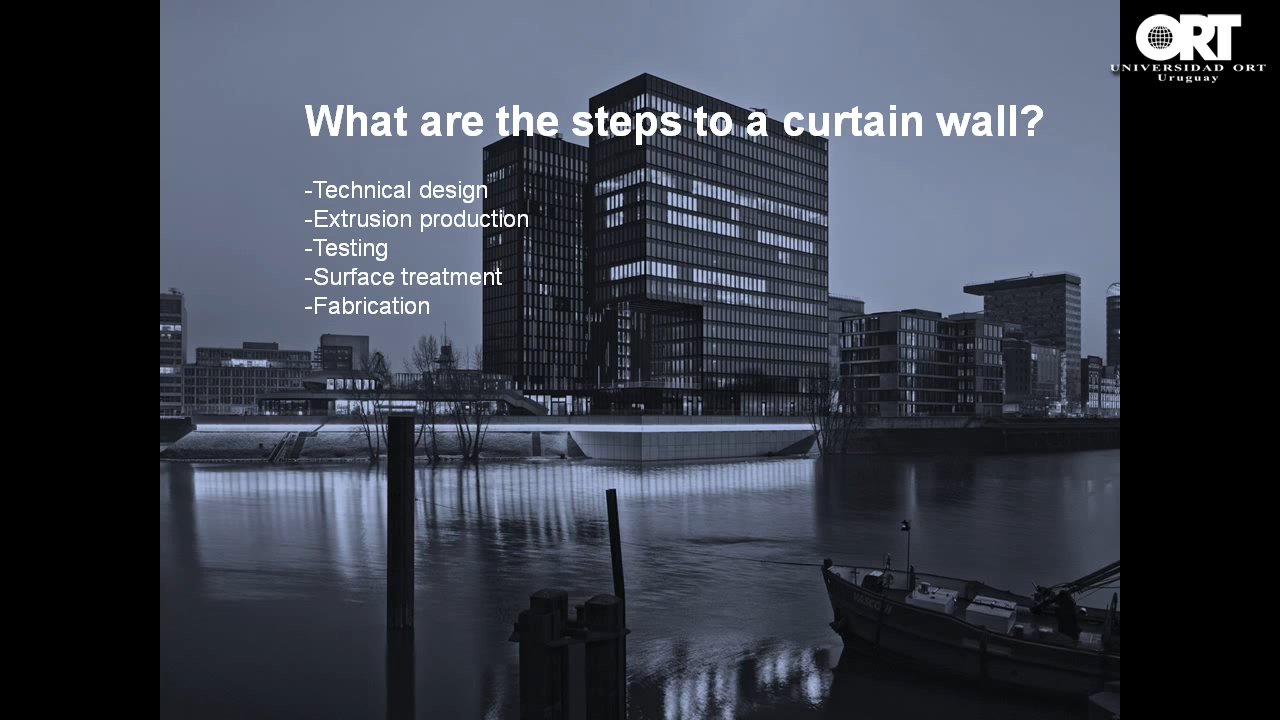 ORT
UNIVERSIDAD ORT
Uruguay
What are the steps to a curtain wall?
-Technical design
-Extrusion production
-Testing
-Surface treatment
-Fabrication